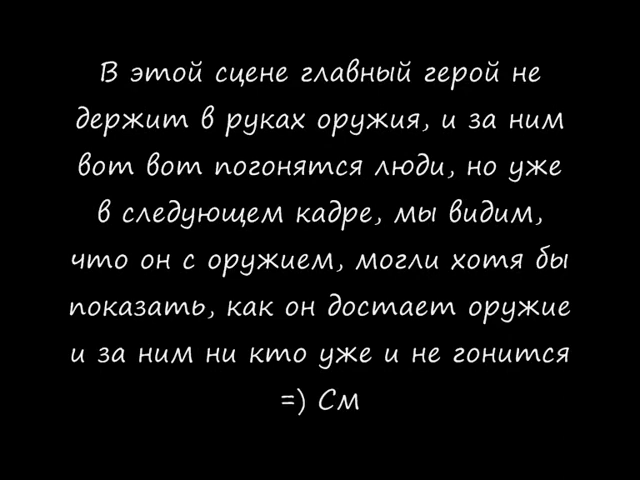 В этой сцене главный герой не
держит в руках оружия, и за ним
вот вот погонятся люди, но уже
в следующем кадре, мы видим,
что он с оружием, могли хотя бы
показать, как он достает оружие
и за ним ни кто уже и не гонится
=) См